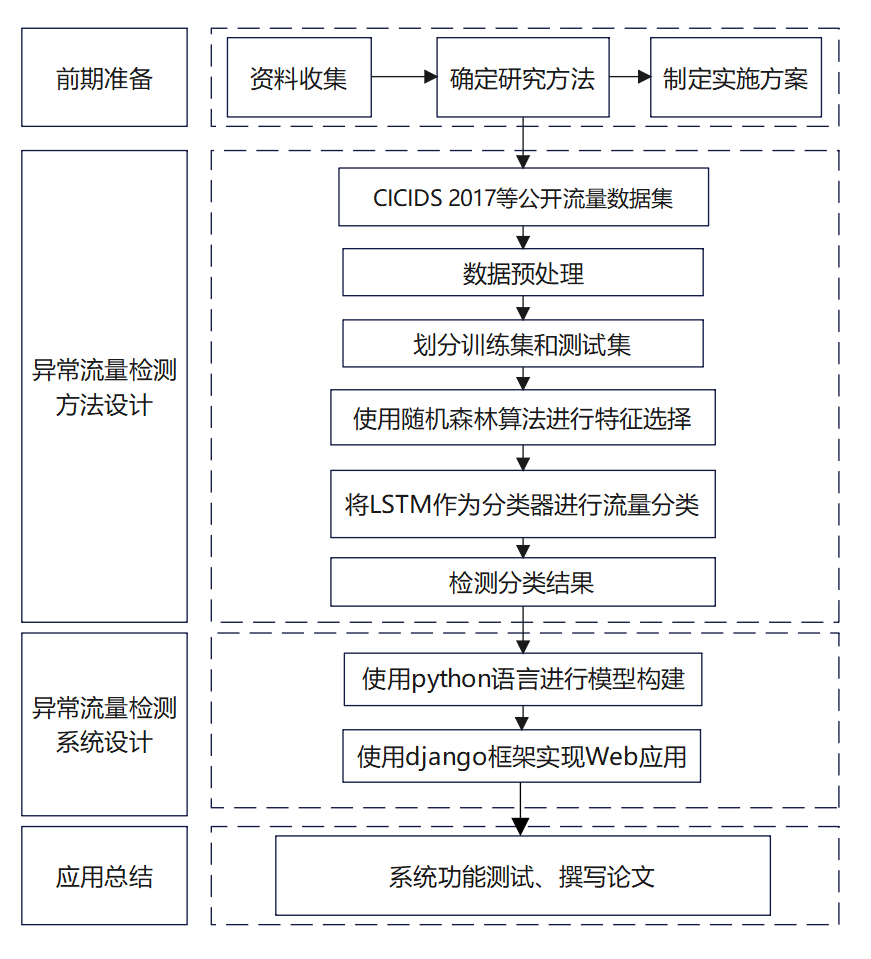 前期准备
资料收集
确定研究方法
制定实施方案
异常流量检测
方法设计
CICIDS 2017等公开流量数据集
数据预处理
划分训练集和测试集
使用随机森林算法进行特征选择
将LSTM作为分类器进行流量分类
检测分类结果
异常流量检测
系统设计
使用python语言进行模型构建
使用django框架实现Web应用
应用总结
系统功能测试、撰写论文